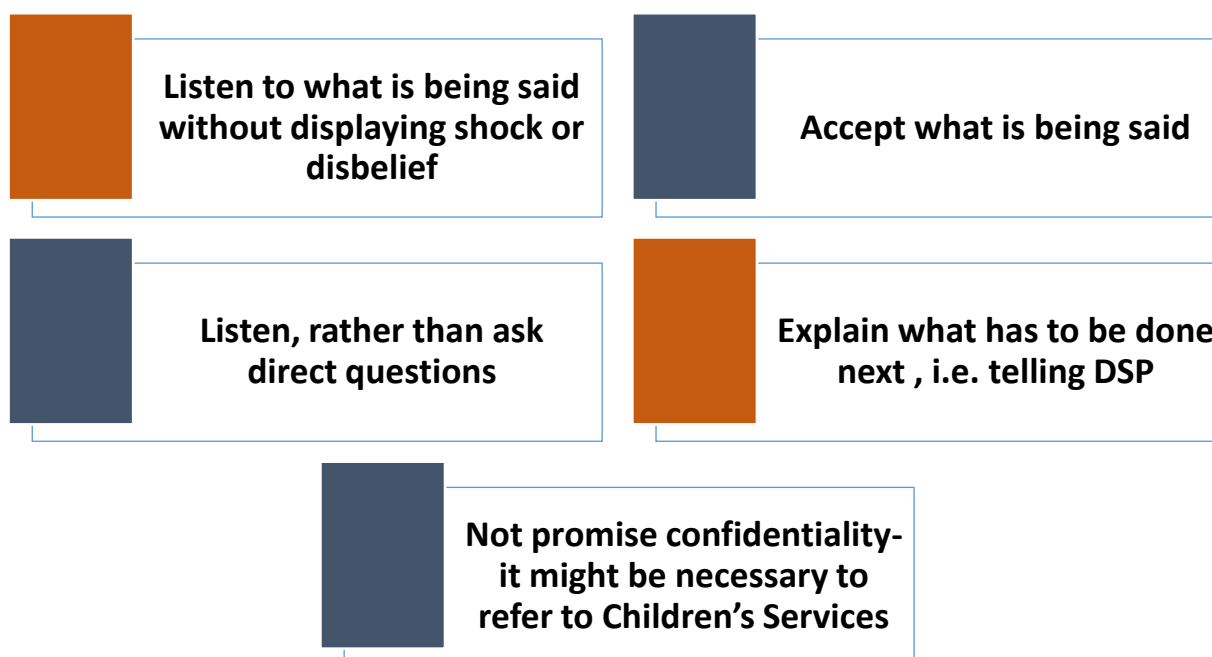 Listen to what is being said
without displaying shock or
disbelief
Accept what is being said
Listen, rather than ask
direct questions
Explain what has to be done
next , i.e. telling DSP
Not promise confidentiality-
it might be necessary to
refer to Children’s Services